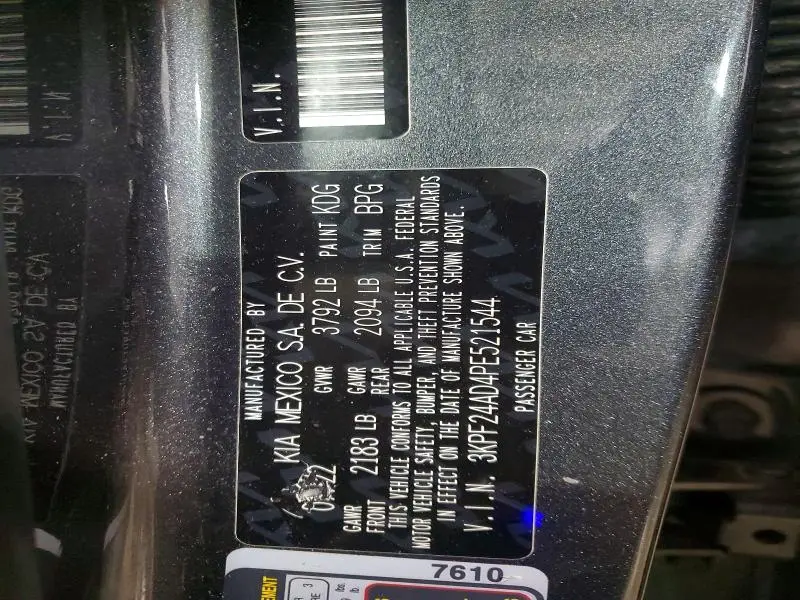 V.I.N.
MANUFACTURED BY
KIA MEXICO S.A. DE C.V.
22 GVWR 3792 LB PAINT KDG
GAWR FRONT 2183 LB GAWR REAR 2094 LB TRIM BPG
THIS VEHICLE CONFORMS TO ALL APPLICABLE U.S.A. FEDERAL
MOTOR VEHICLE SAFETY, BUMPER, AND THEFT PREVENTION STANDARDS
IN EFFECT ON THE DATE OF MANUFACTURE SHOWN ABOVE.
V.I.N. 3KPF24AD4PE521544
PASSENGER CAR
7610